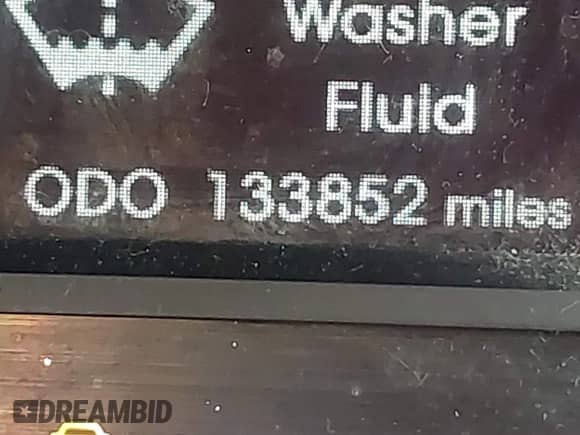 Washer
Fluid
ODO 133852 miles
DREAMBID